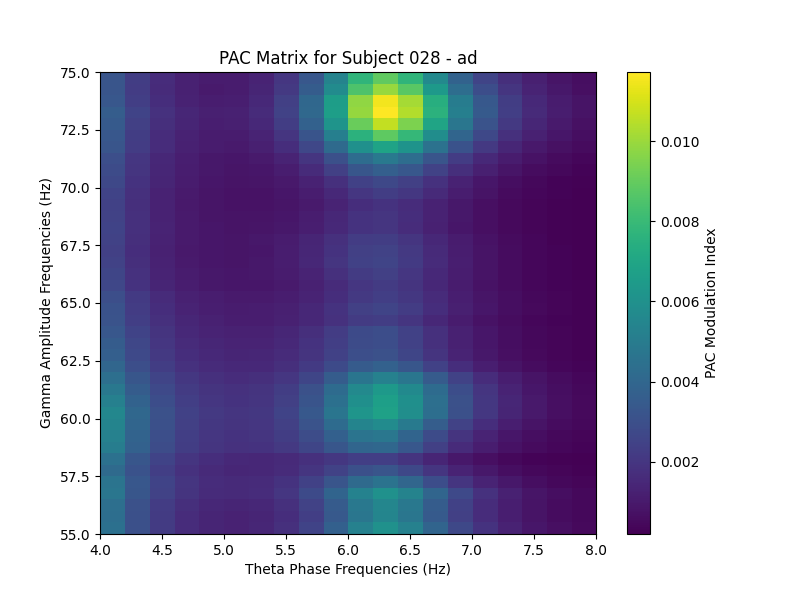 PAC Matrix for Subject 028 - ad
75.0
72.5
70.0
67.5
65.0
62.5
60.0
57.5
55.0
Gamma Amplitude Frequencies (Hz)
4.0 4.5 5.0 5.5 6.0 6.5 7.0 7.5 8.0
Theta Phase Frequencies (Hz)
0.010
0.008
0.006
0.004
0.002
PAC Modulation Index